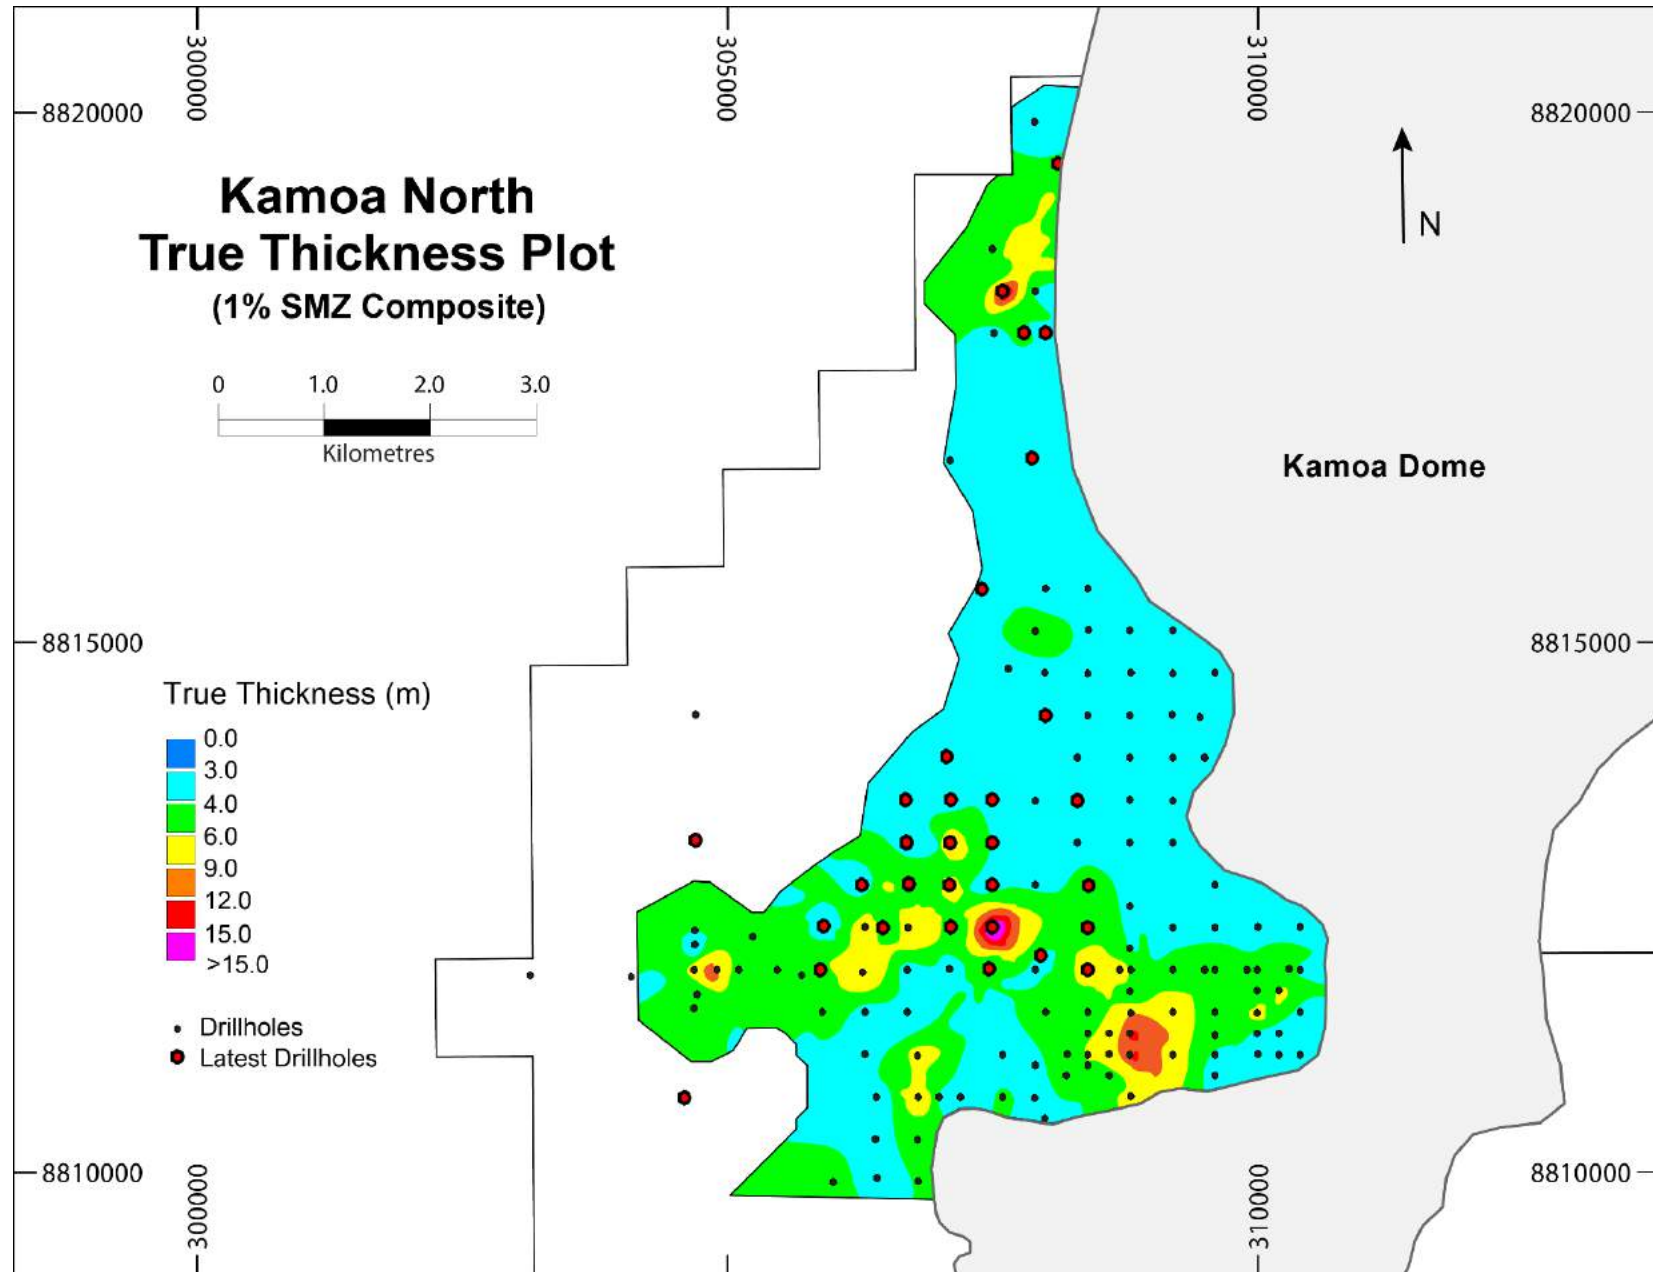 300000
305000
310000
8820000
8820000
Kamoa North
True Thickness Plot
(1% SMZ Composite)
N
0 1.0 2.0 3.0
Kilometres
Kamoa Dome
8815000
8815000
True Thickness (m)
0.0
3.0
4.0
6.0
9.0
12.0
15.0
>15.0
Drillholes
Latest Drillholes
8810000
8810000
300000
310000